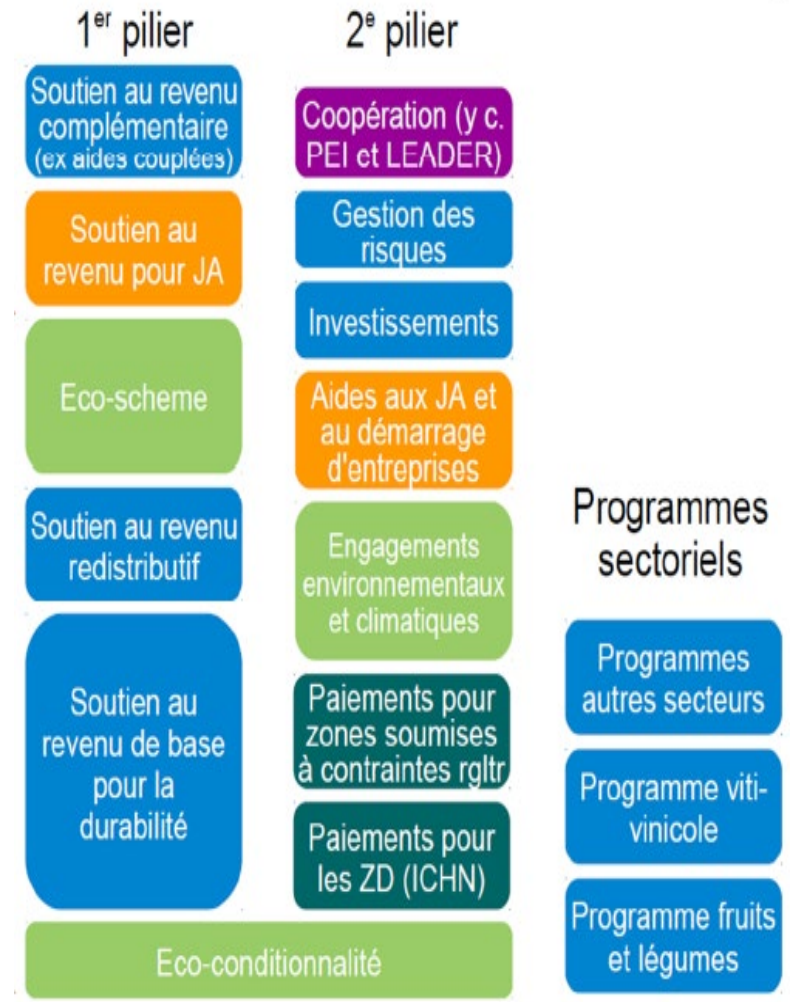 1er pilier
Soutien au revenu
complémentaire
(ex aides couplées)
Soutien au
revenu pour JA
Eco-scheme
Soutien au revenu
redistributif
Soutien au
revenu de base
pour la
durabilité
2e pilier
Coopération (y c.
PEI et LEADER)
Gestion des
risques
Investissements
Aides aux JA et
au démarrage
d'entreprises
Engagements
environnementaux
et climatiques
Paiements pour
zones soumises
à contraintes rgltr
Paiements pour
les ZD (ICHN)
Eco-conditionnalité
Programmes
sectoriels
Programmes
autres secteurs
Programme viti-
vinicole
Programme fruits
et légumes